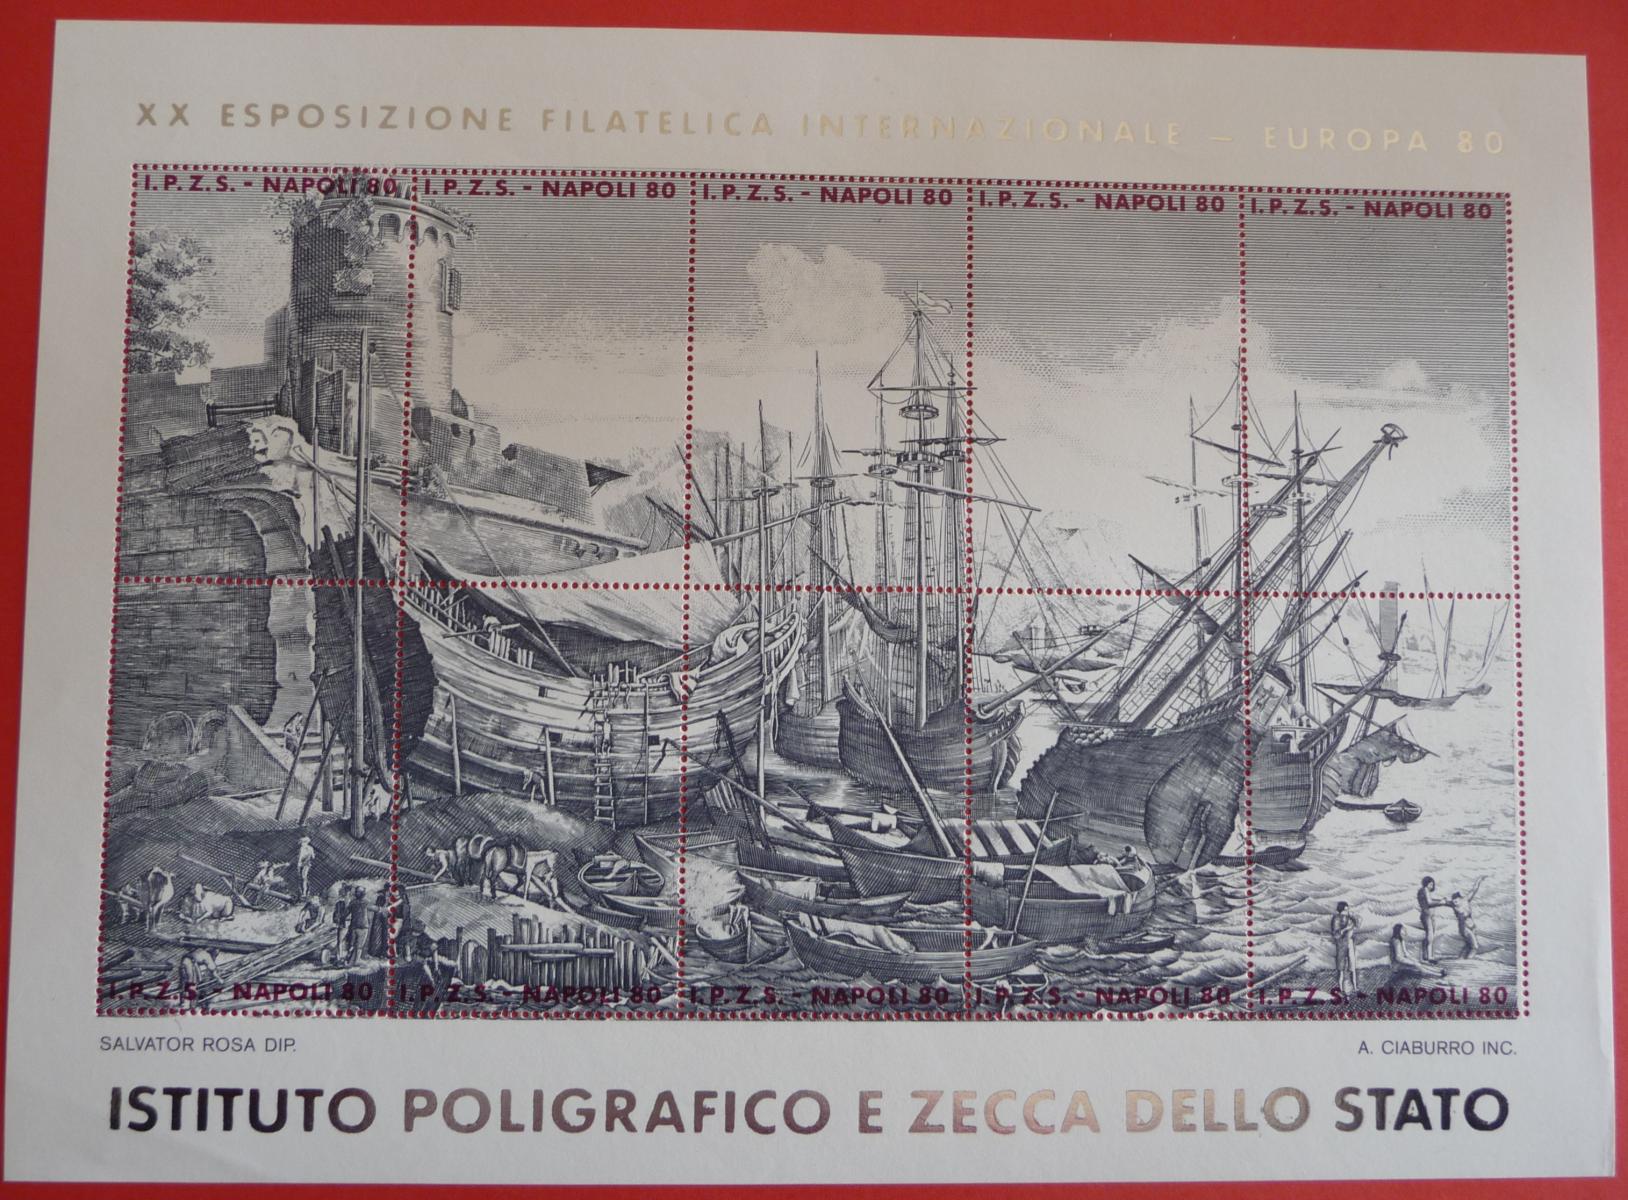 XX ESPOSIZIONE FILATELICA INTERNAZIONALE – EUROPA 80
I.P.Z.S. - NAPOLI 80 I.P.Z.S. - NAPOLI 80 I.P.Z.S. - NAPOLI 80 I.P.Z.S. - NAPOLI 80 I.P.Z.S. - NAPOLI 80
I.P.Z.S. - NAPOLI 80 I.P.Z.S. - NAPOLI 80 I.P.Z.S. - NAPOLI 80 I.P.Z.S. - NAPOLI 80 I.P.Z.S. - NAPOLI 80
SALVATOR ROSA DIP. A. CIABURRO INC.
ISTITUTO POLIGRAFICO E ZECCA DELLO STATO